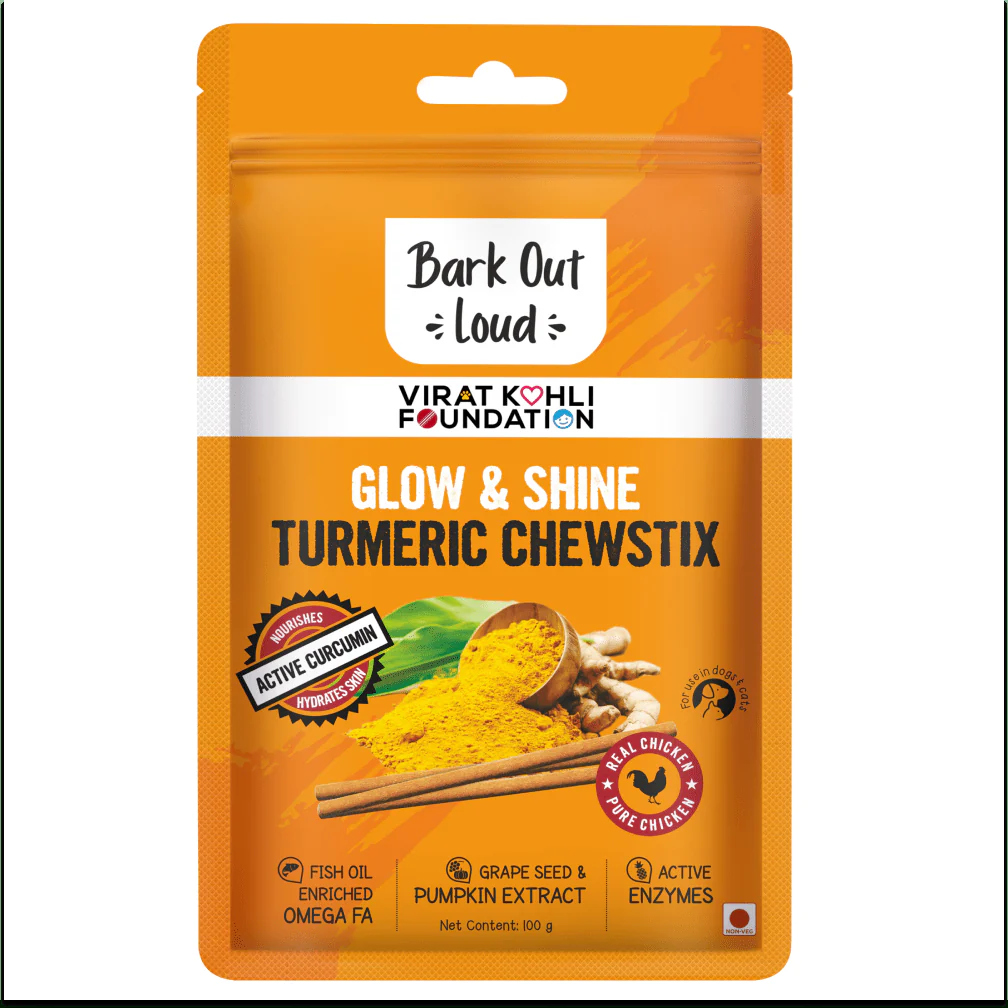 Bark Out
Loud
VIRAT KOHLI
FOUNDATION
GLOW & SHINE
TURMERIC CHEWSTIX
NOURISHES
ACTIVE CURCUMIN
HYDRATES SKIN
For use in dogs & cats
REAL CHICKEN
PURE CHICKEN
FISH OIL
ENRICHED
OMEGA FA
GRAPE SEED &
PUMPKIN EXTRACT
ACTIVE
ENZYMES
Net Content: 100 g
NON-VEG